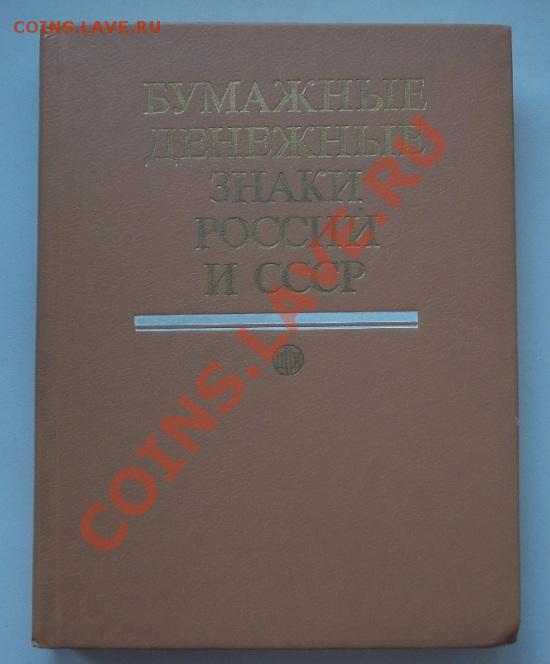 COINS.LAVE.RU
БУМАЖНЫЕ
ДЕНЕЖНЫЕ
ЗНАКИ
РОССИИ
И СССР
COINS.LAVE.RU